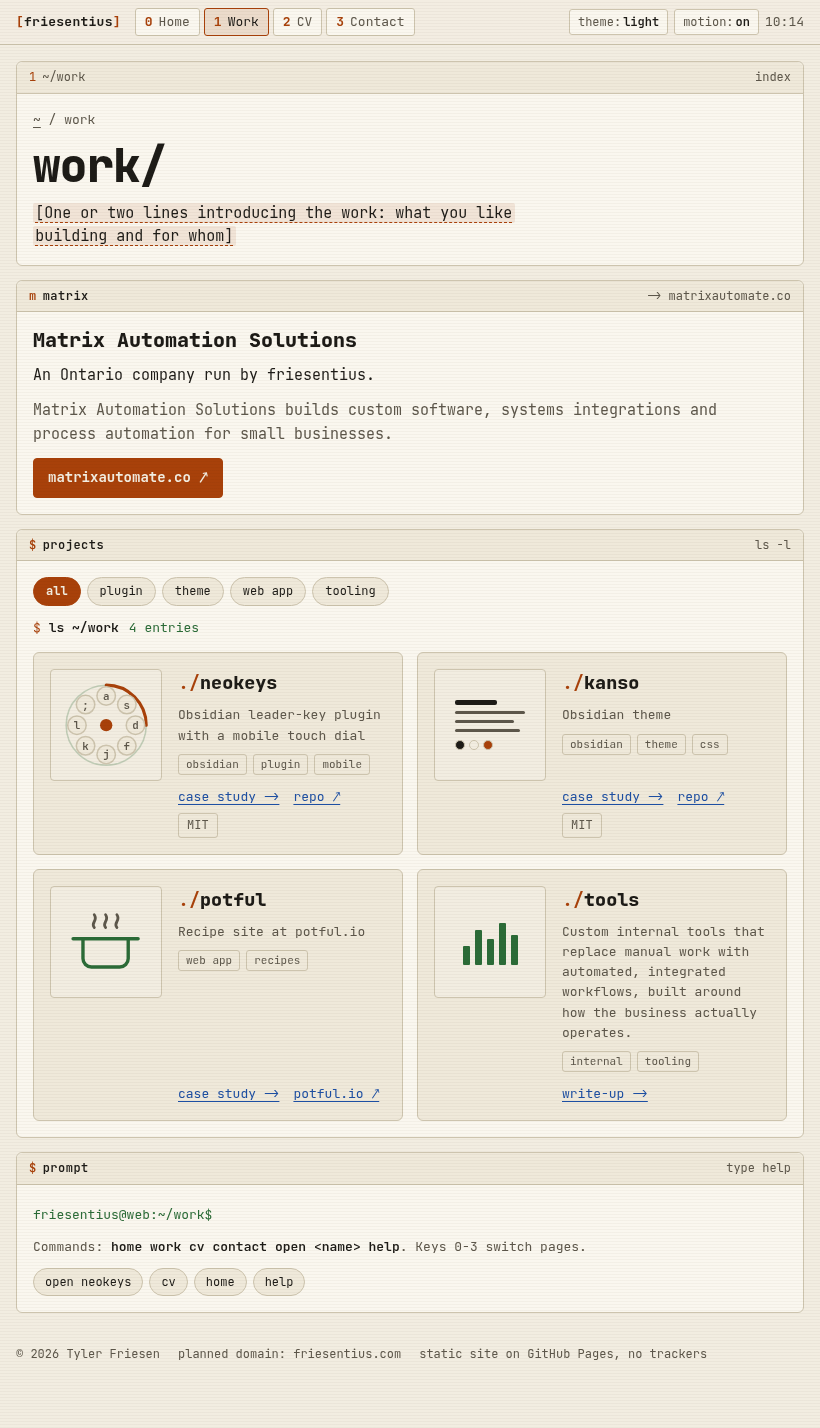 [friesentius] 0 Home 1 Work 2 CV 3 Contact theme: light motion: on 10:14
1 ~/work index
~ / work
work/
[One or two lines introducing the work: what you like
building and for whom]
m matrix → matrixautomate.co
Matrix Automation Solutions
An Ontario company run by friesentius.
Matrix Automation Solutions builds custom software, systems integrations and
process automation for small businesses.
matrixautomate.co ↗
$ projects ls -l
all plugin theme web app tooling
$ ls ~/work 4 entries
a s d f j k l ;
./neokeys
Obsidian leader-key plugin
with a mobile touch dial
obsidian plugin mobile
case study → repo ↗
MIT
./kanso
Obsidian theme
obsidian theme css
case study → repo ↗
MIT
./potful
Recipe site at potful.io
web app recipes
case study → potful.io ↗
./tools
Custom internal tools that
replace manual work with
automated, integrated
workflows, built around
how the business actually
operates.
internal tooling
write-up →
$ prompt type help
friesentius@web:~/work$
Commands: home work cv contact open <name> help. Keys 0-3 switch pages.
open neokeys cv home help
© 2026 Tyler Friesen planned domain: friesentius.com static site on GitHub Pages, no trackers